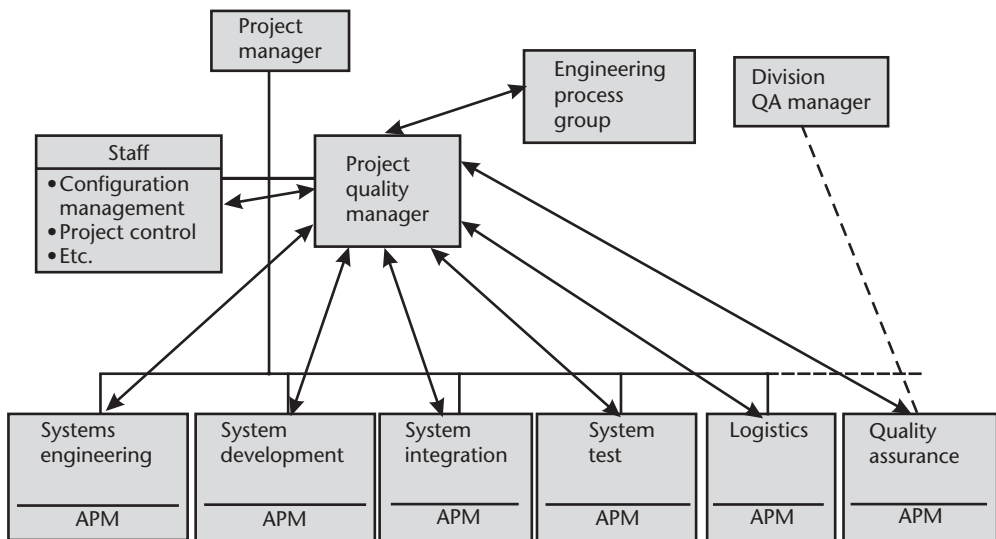 Project
manager
Engineering
process
group
Division
QA manager
Staff
•Configuration
management
•Project control
•Etc.
Project
quality
manager
Systems
engineering
APM
System
development
APM
System
integration
APM
System
test
APM
Logistics
APM
Quality
assurance
APM